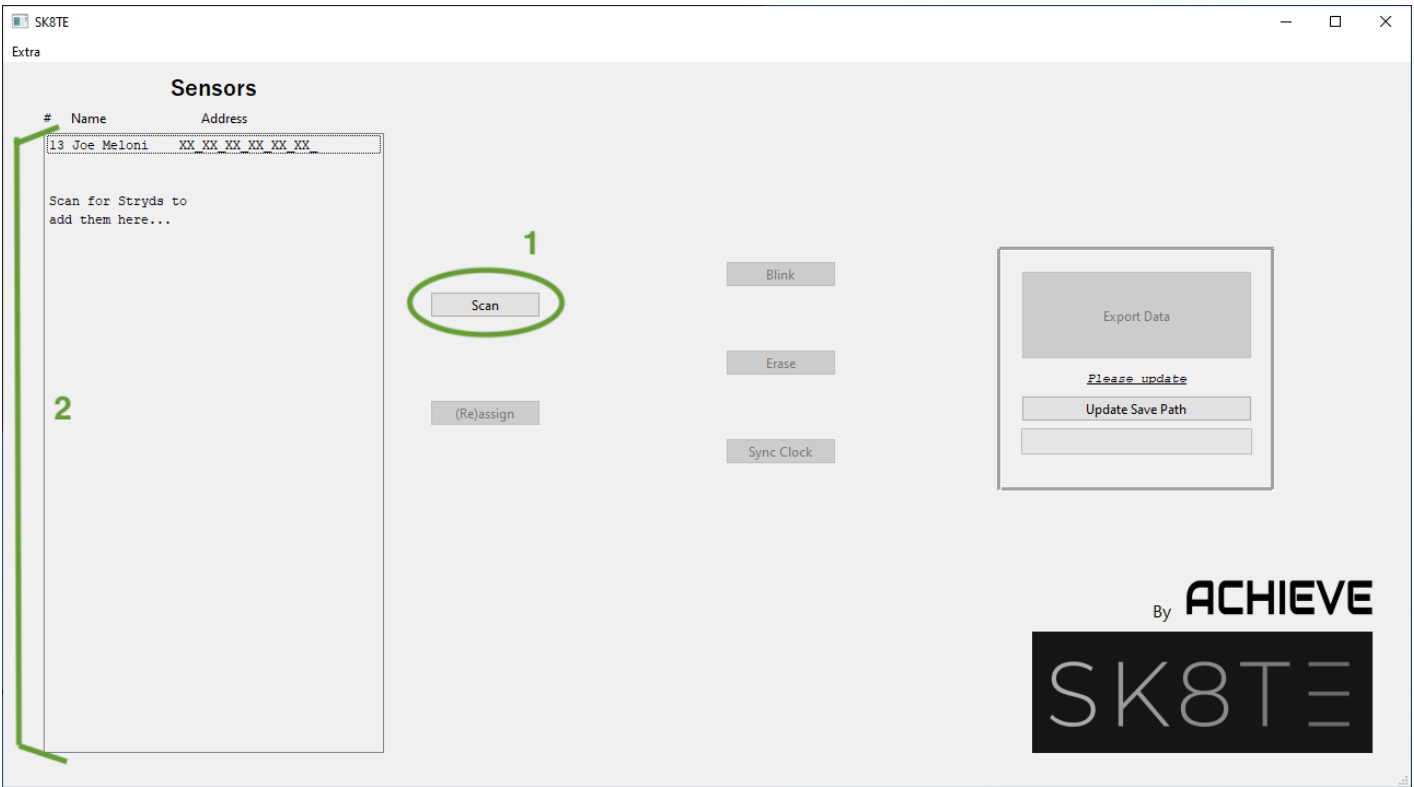 SK8TE
Extra
Sensors
# Name Address
13 Joe Meloni XX_XX_XX_XX_XX_XX_
Scan for Stryds to
add them here...
1
Scan
2
(Re)assign
Blink
Erase
Sync Clock
Export Data
Please update
Update Save Path
By ACHIEVE
SK8TE